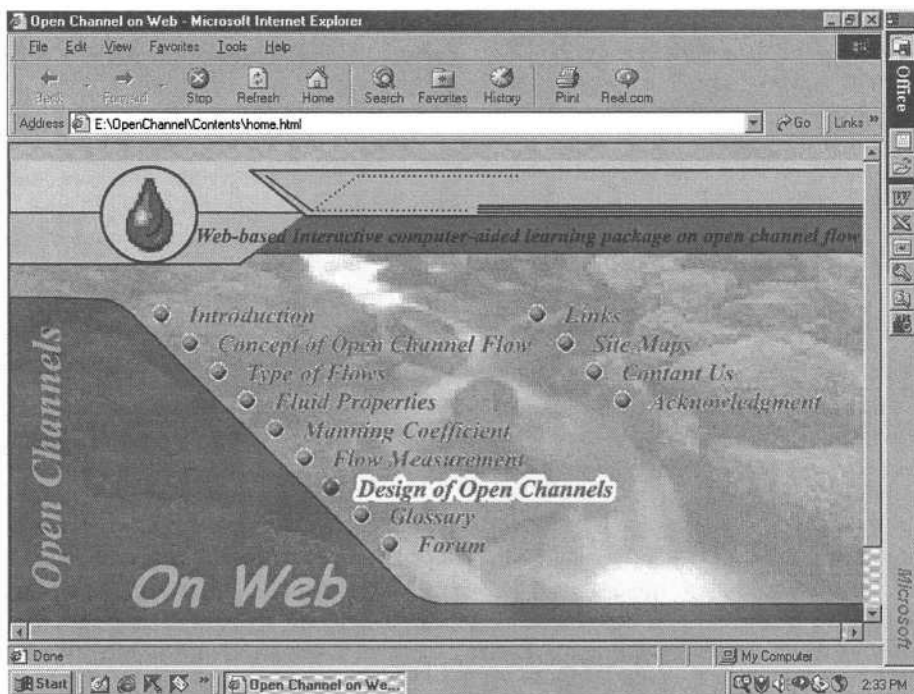 Open Channel on Web - Microsoft Internet Explorer
File Edit View Favorites Tools Help
Back Forward Stop Refresh Home Search Favorites History Print Real.com
Address E:\OpenChannel\Contents\home.html Go Links »
Office
Web-based Interactive computer-aided learning package on open channel flow
Introduction
Concept of Open Channel Flow
Type of Flows
Fluid Properties
Manning Coefficient
Flow Measurement
Design of Open Channels
Glossary
Forum
Links
Site Maps
Contant Us
Acknowledgment
Open Channels
On Web
Microsoft
Done My Computer
Start » Open Channel on We... 2:33 PM